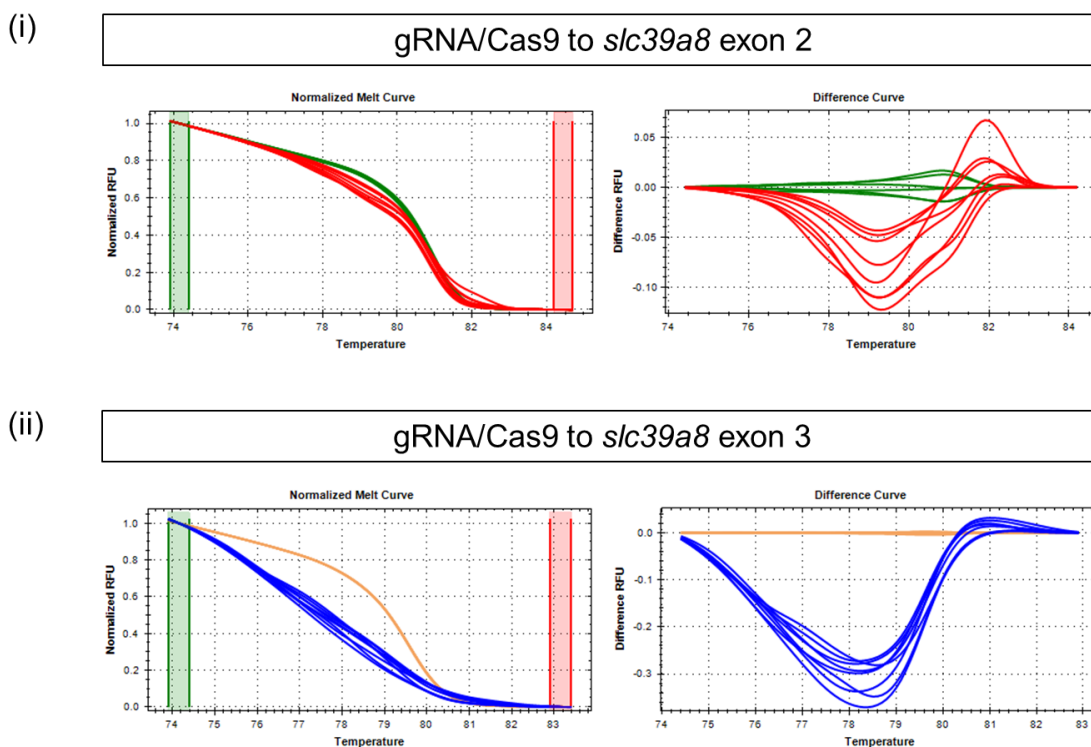 (i)
gRNA/Cas9 to slc39a8 exon 2
Normalized Melt Curve
Normalized RFU
1.0
0.8
0.6
0.4
0.2
0.0
74 76 78 80 82 84
Temperature
Difference Curve
Difference RFU
0.05
0.00
-0.05
-0.10
74 76 78 80 82 84
Temperature
(ii)
gRNA/Cas9 to slc39a8 exon 3
Normalized Melt Curve
Normalized RFU
1.0
0.8
0.6
0.4
0.2
0.0
74 75 76 77 78 79 80 81 82 83
Temperature
Difference Curve
Difference RFU
0.0
-0.1
-0.2
-0.3
74 75 76 77 78 79 80 81 82 83
Temperature